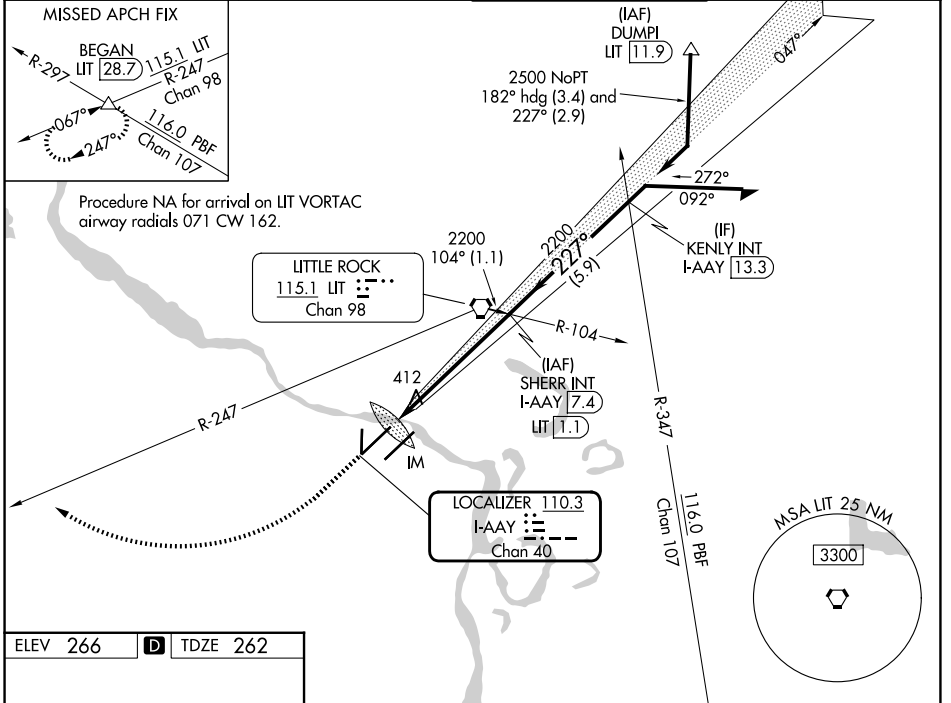 MISSED APCH FIX
BEGAN
LIT 28.7
115.1 LIT
R-247
Chan 98
R-297
067°
247°
116.0 PBF
Chan 107
(IAF)
DUMPI
LIT 11.9
2500 NoPT
182° hdg (3.4) and
227° (2.9)
047°
Procedure NA for arrival on LIT VORTAC
airway radials 071 CW 162.
272°
092°
(IF)
KENLY INT
I-AAY 13.3
2200
104° (1.1)
2200
227°
(5.9)
LITTLE ROCK
115.1 LIT
Chan 98
R-104
(IAF)
SHERR INT
I-AAY 7.4
LIT 1.1
412
R-247
R-347
IM
LOCALIZER 110.3
I-AAY
Chan 40
116.0 PBF
Chan 107
MSA LIT 25 NM
3300
ELEV 266 D TDZE 262